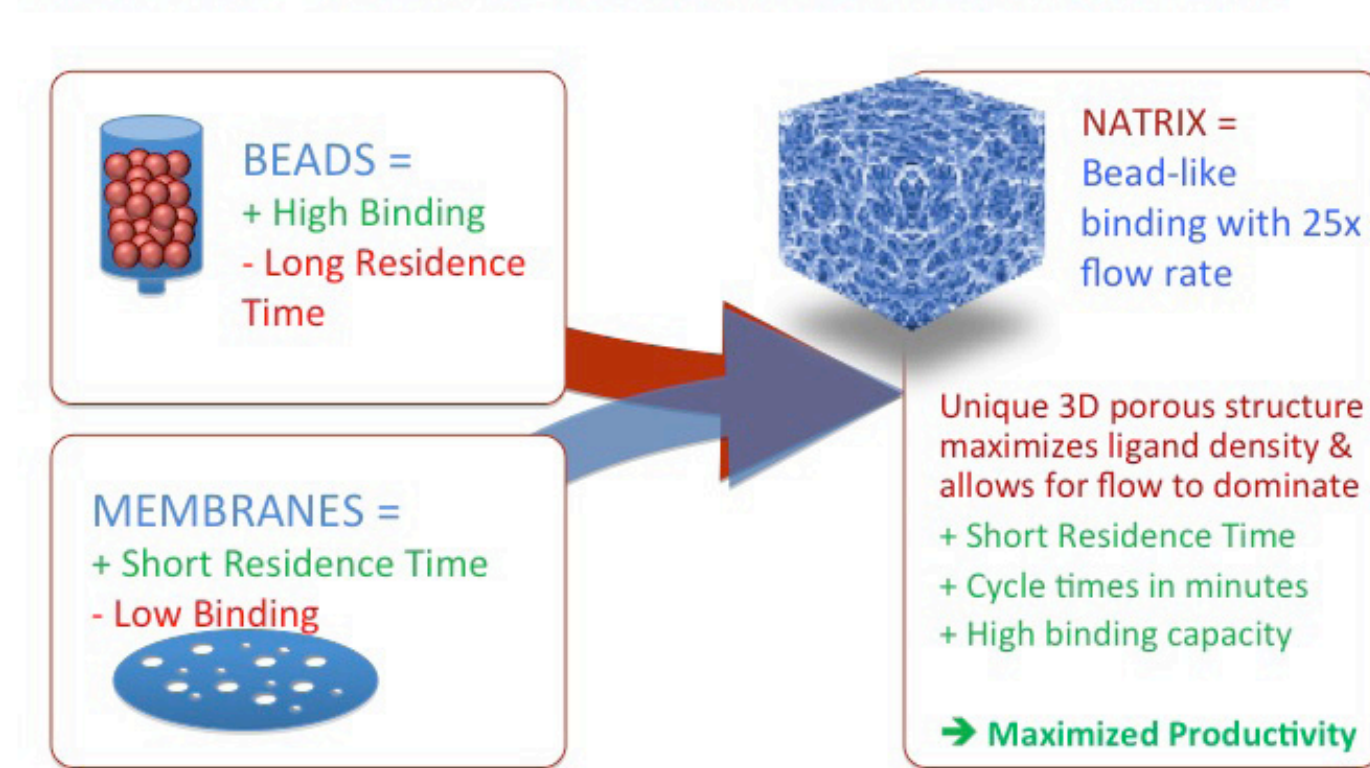 BEADS =
+ High Binding
- Long Residence
Time
MEMBRANES =
+ Short Residence Time
- Low Binding
NATRIX =
Bead-like
binding with 25x
flow rate
Unique 3D porous structure
maximizes ligand density &
allows for flow to dominate
+ Short Residence Time
+ Cycle times in minutes
+ High binding capacity
➔ Maximized Productivity